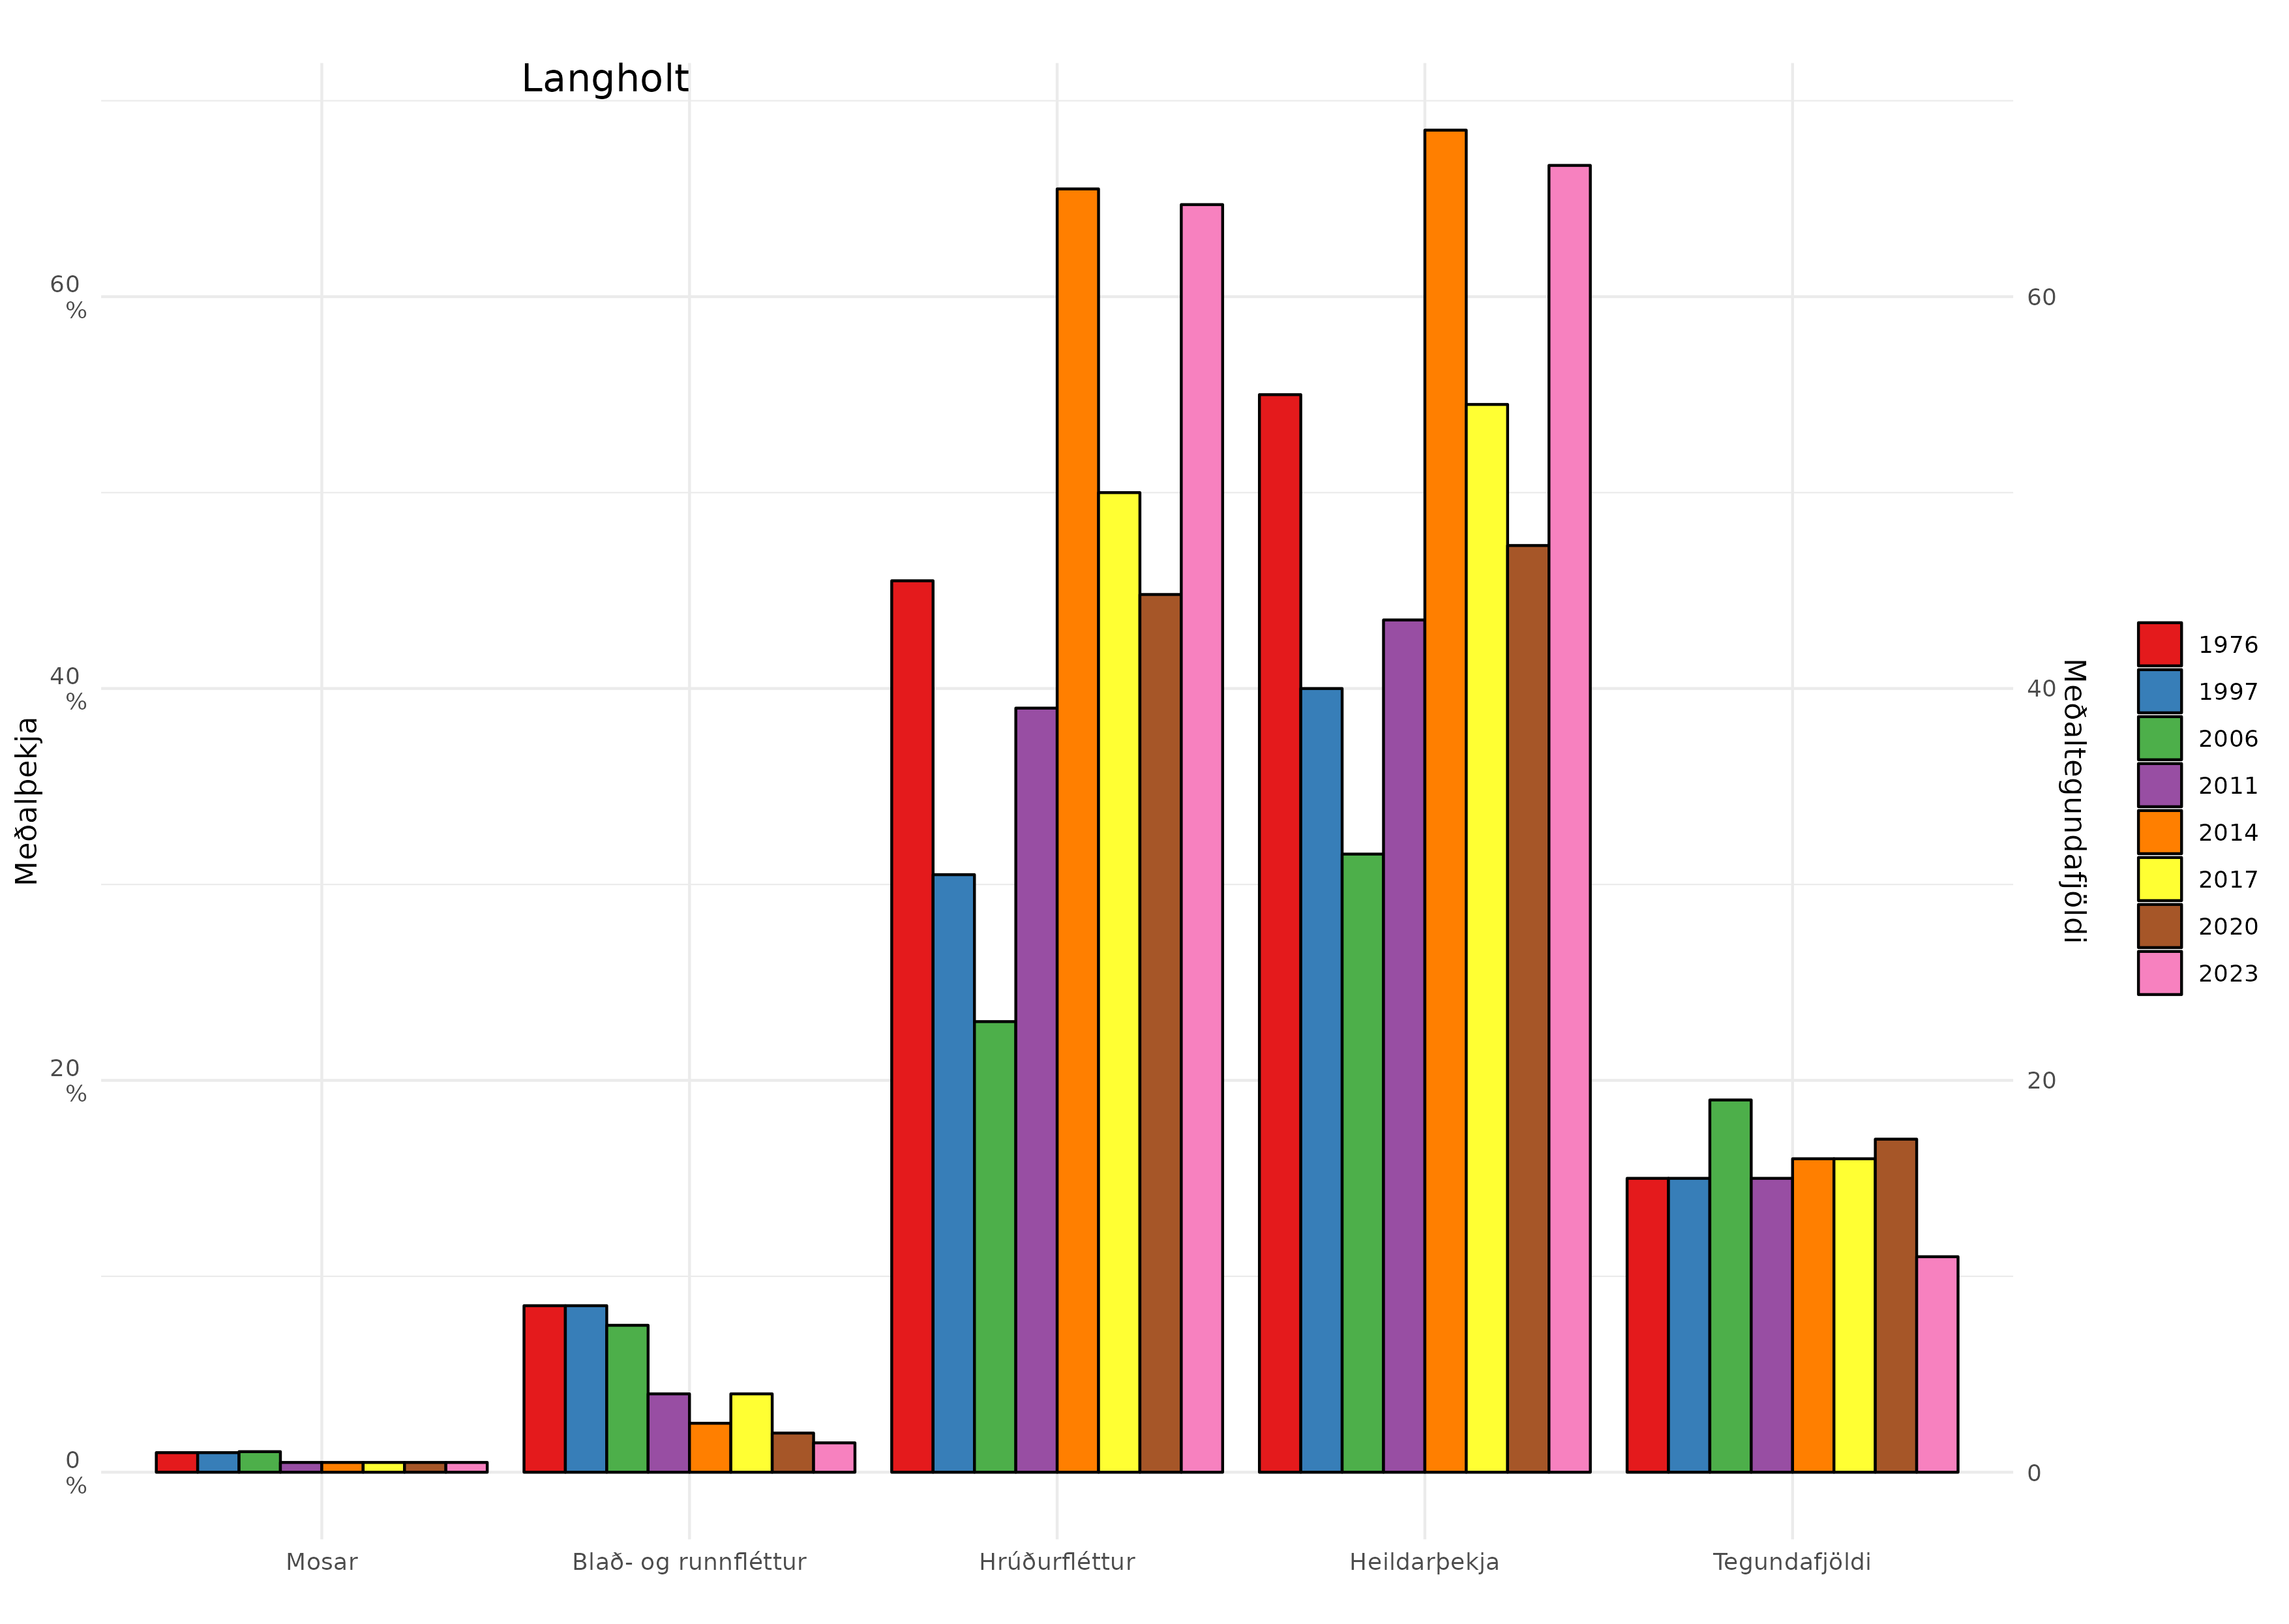 Langholt
Meðalþekja
60
%
40
%
20
%
0
%
60
40
20
0
Meðaltegundafjöldi
Mosar
Blað- og runnfléttur
Hrúðurfléttur
Heildarþekja
Tegundafjöldi
1976
1997
2006
2011
2014
2017
2020
2023